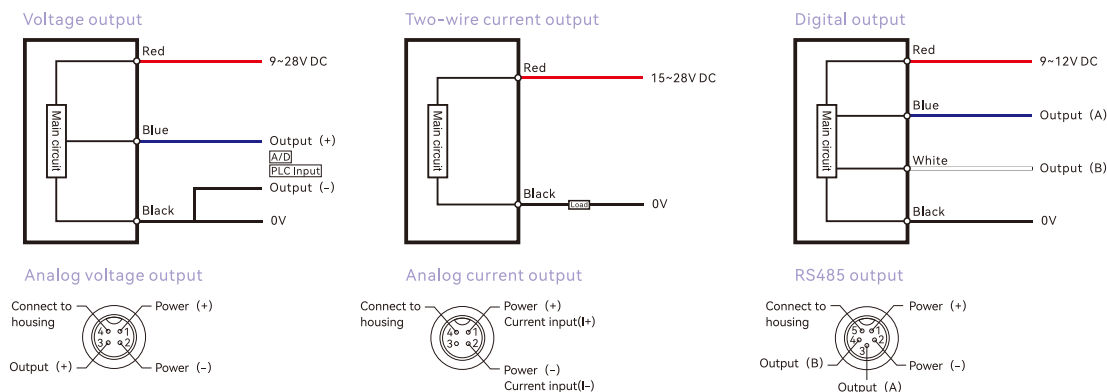 Voltage output
Red
9~28V DC
Main circuit
Blue
Output (+)
A/D
PLC Input
Output (-)
Black
0V
Two-wire current output
Red
15~28V DC
Main circuit
Black
Load
0V
Digital output
Red
9~12V DC
Blue
Output (A)
Main circuit
White
Output (B)
Black
0V
Analog voltage output
Connect to
housing
Power (+)
4 1
3 2
Output (+)
Power (-)
Analog current output
Connect to
housing
Power (+)
Current input(I+)
4 1
3 2
Power (-)
Current input(I-)
RS485 output
Connect to
housing
Power (+)
5 1
4 2
3
Output (B)
Power (-)
Output (A)